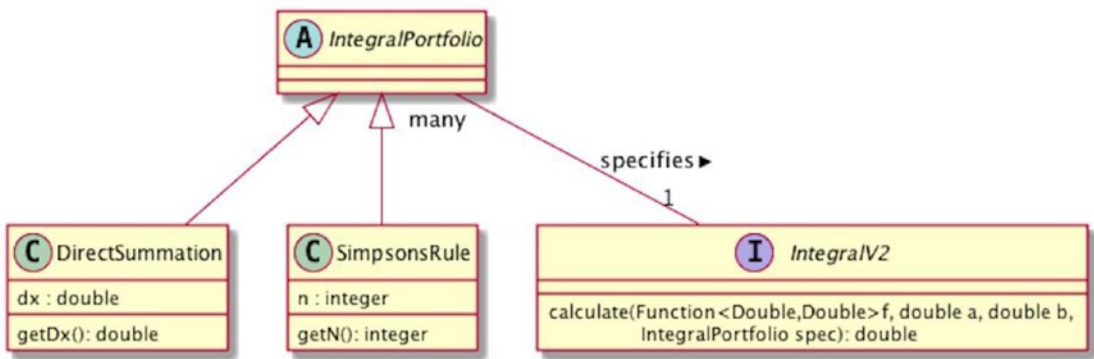 A IntegralPortfolio
many
specifies ▶
1
C DirectSummation
dx : double
getDx(): double
C SimpsonsRule
n : integer
getN(): integer
I IntegralV2
calculate(Function<Double,Double>f, double a, double b,
IntegralPortfolio spec): double